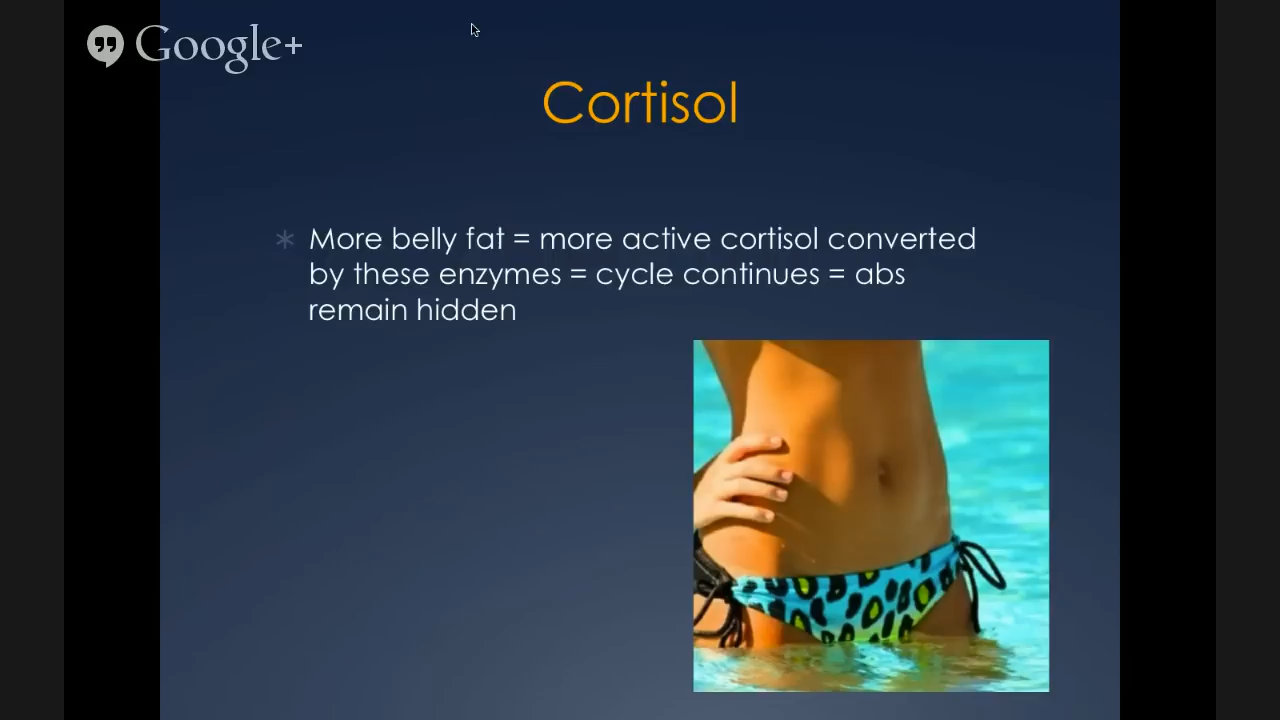 Google+
Cortisol
More belly fat = more active cortisol converted
by these enzymes = cycle continues = abs
remain hidden